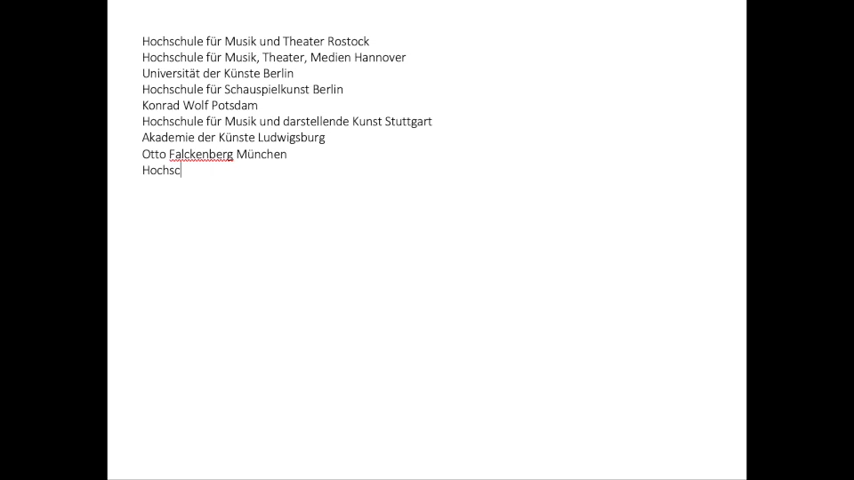 Hochschule für Musik und Theater Rostock
Hochschule für Musik, Theater, Medien Hannover
Universität der Künste Berlin
Hochschule für Schauspielkunst Berlin
Konrad Wolf Potsdam
Hochschule für Musik und darstellende Kunst Stuttgart
Akademie der Künste Ludwigsburg
Otto Falckenberg München
Hochsc